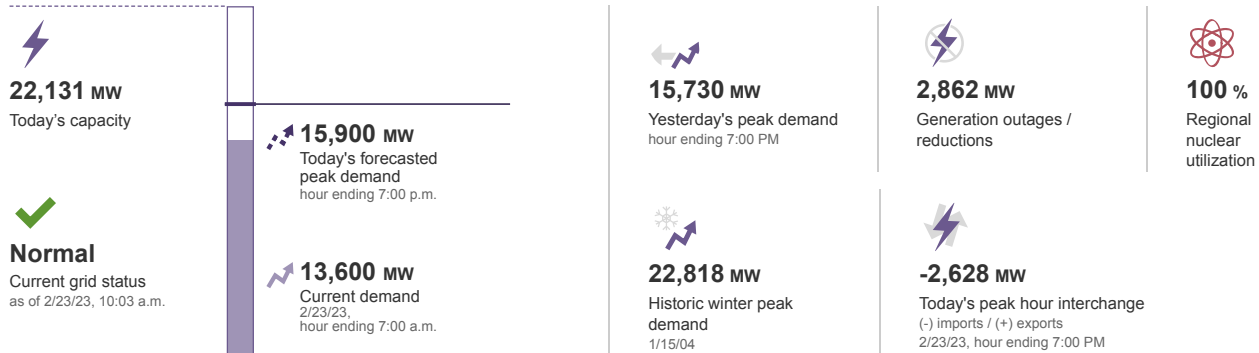 22,131 MW
Today's capacity
Normal
Current grid status
as of 2/23/23, 10:03 a.m.
15,900 MW
Today's forecasted
peak demand
hour ending 7:00 p.m.
13,600 MW
Current demand
2/23/23,
hour ending 7:00 a.m.
15,730 MW
Yesterday's peak demand
hour ending 7:00 PM
2,862 MW
Generation outages /
reductions
100 %
Regional
nuclear
utilization
22,818 MW
Historic winter peak
demand
1/15/04
-2,628 MW
Today's peak hour interchange
(-) imports / (+) exports
2/23/23, hour ending 7:00 PM